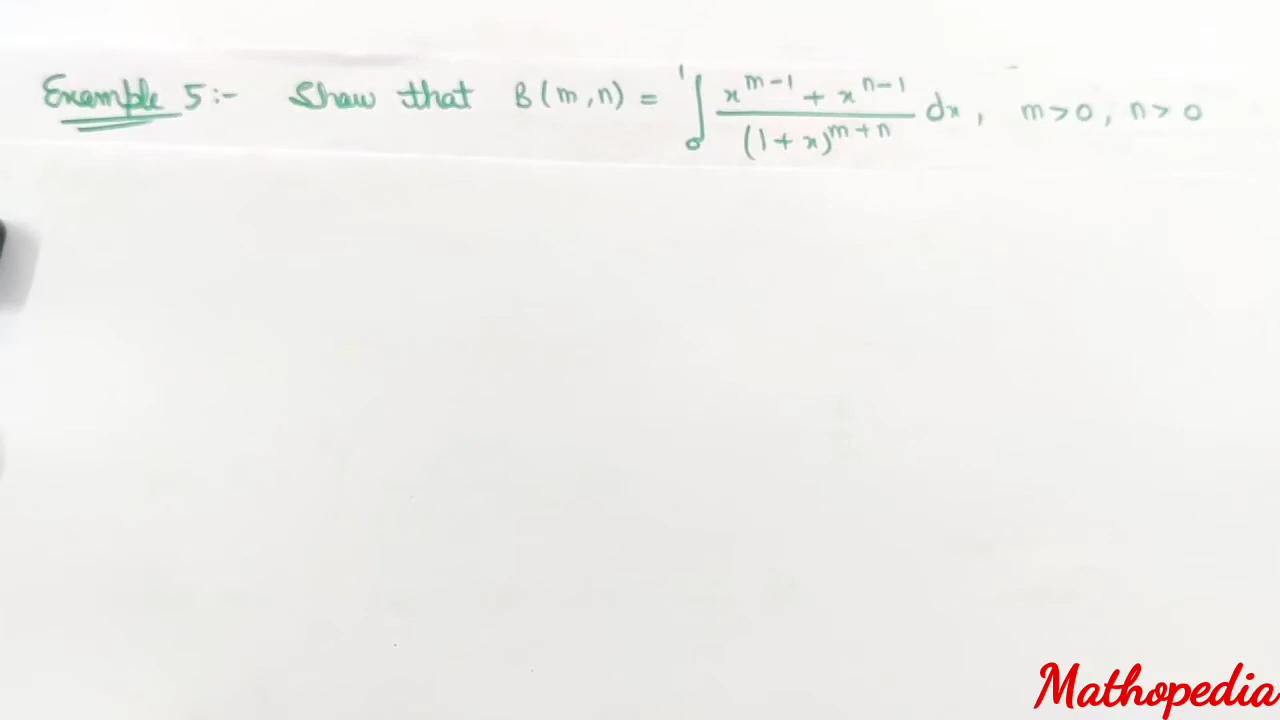 Example 5:- Show that B(m,n) = ∫₀¹ (x^{m-1} + x^{n-1})/(1+x)^{m+n} dx, m>0, n>0
Mathopedia